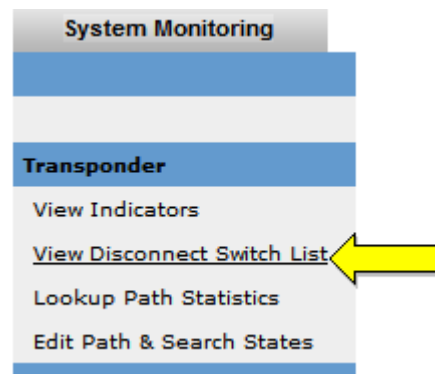 System Monitoring
Transponder
View Indicators
View Disconnect Switch List
Lookup Path Statistics
Edit Path & Search States